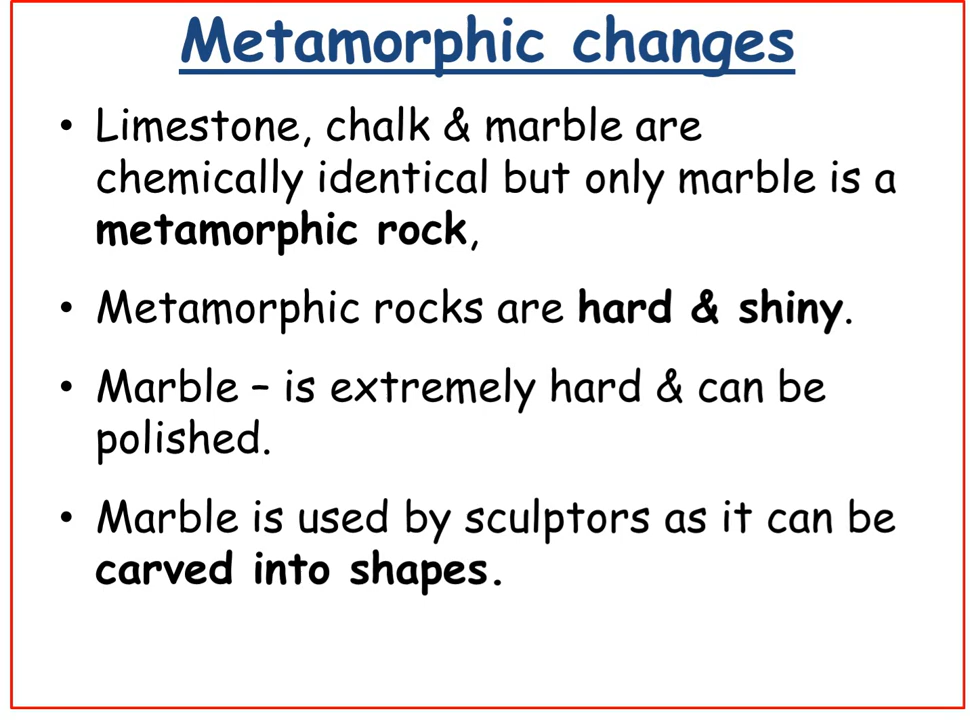 Metamorphic changes
• Limestone, chalk & marble are
chemically identical but only marble is a
metamorphic rock,
• Metamorphic rocks are hard & shiny.
• Marble – is extremely hard & can be
polished.
• Marble is used by sculptors as it can be
carved into shapes.